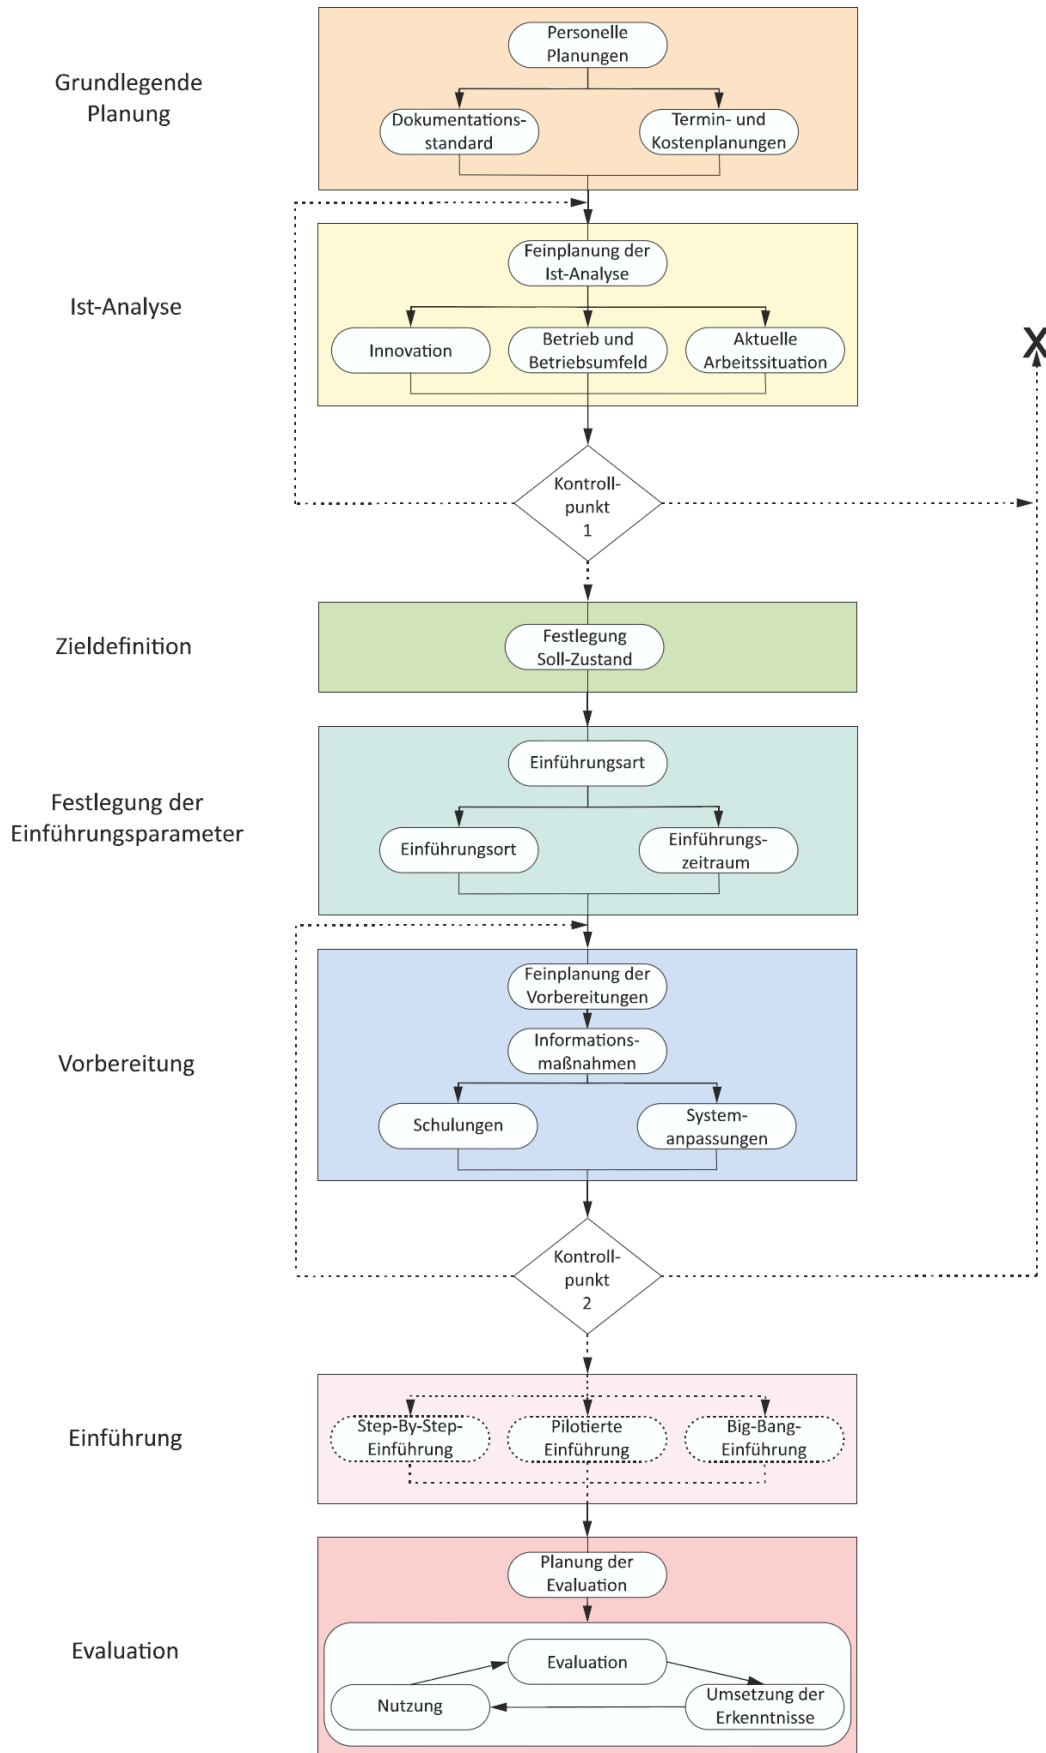 Grundlegende
Planung
Personelle
Planungen
Dokumentations-
standard
Termin- und
Kostenplanungen
Ist-Analyse
Feinplanung der
Ist-Analyse
Innovation
Betrieb und
Betriebsumfeld
Aktuelle
Arbeitssituation
X
Kontroll-
punkt
1
Zieldefinition
Festlegung
Soll-Zustand
Festlegung der
Einführungsparameter
Einführungsart
Einführungsort
Einführungs-
zeitraum
Vorbereitung
Feinplanung der
Vorbereitungen
Informations-
maßnahmen
Schulungen
System-
anpassungen
Kontroll-
punkt
2
Einführung
Step-By-Step-
Einführung
Pilotierte
Einführung
Big-Bang-
Einführung
Evaluation
Planung der
Evaluation
Evaluation
Nutzung
Umsetzung der
Erkenntnisse